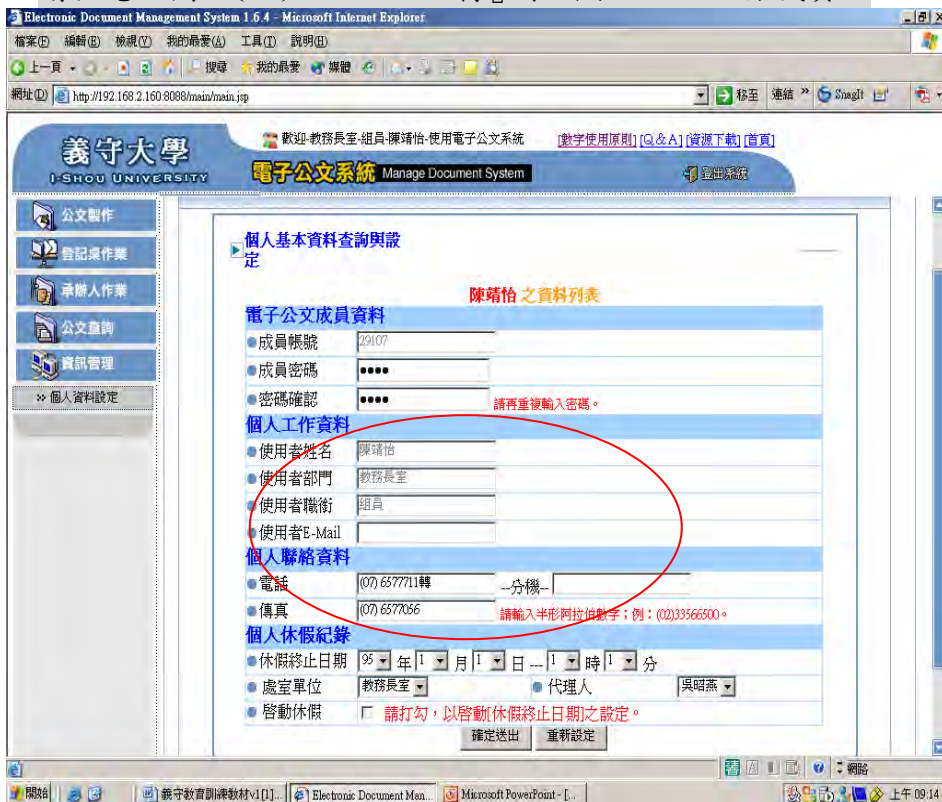 Electronic Document Management System 1.6.4 - Microsoft Internet Explorer
檔案(F) 編輯(E) 檢視(V) 我的最愛(A) 工具(T) 說明(H)
上一頁 搜尋 我的最愛 媒體
網址(D) http://192.168.2.160:8088/main/main.jsp 移至 連結 » SnagIt
義守大學
I-SHOU UNIVERSITY
歡迎-教務長室-組員-陳靖怡-使用電子公文系統 [數字使用原則] [Q & A] [資源下載] [首頁]
電子公文系統 Manage Document System 登出系統
公文製作
登記桌作業
承辦人作業
公文查詢
資訊管理
›› 個人資料設定
個人基本資料查詢與設
定
陳靖怡 之資料列表
電子公文成員資料
成員帳號 29107
成員密碼 ●●●●
密碼確認 ●●●● 請再重複輸入密碼。
個人工作資料
使用者姓名 陳靖怡
使用者部門 教務長室
使用者職銜 組員
使用者E-Mail
個人聯絡資料
電話 (07) 6577711轉 --分機--
傳真 (07) 6577056 請輸入半形阿拉伯數字；例：(02)33566500。
個人休假紀錄
休假終止日期 95 年 1 月 1 日 --- 1 時 1 分
處室單位 教務長室 代理人 吳昭燕
啓動休假 請打勾，以啓動[休假終止日期]之設定。
確定送出 重新設定
網路
開始 義守教育訓練教材v1[1]... Electronic Document Man... Microsoft PowerPoint - [... 上午 09:14